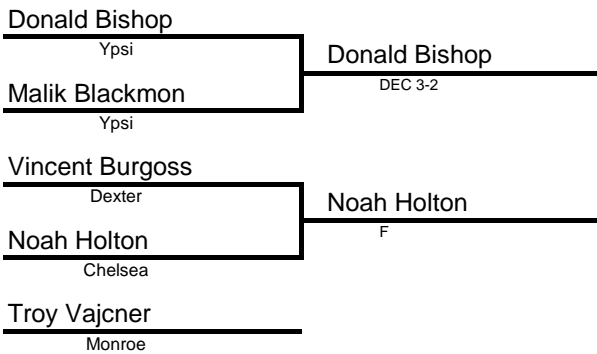 Donald Bishop
Ypsi
Donald Bishop
DEC 3-2
Malik Blackmon
Ypsi
Vincent Burgoss
Dexter
Noah Holton
F
Noah Holton
Chelsea
Troy Vajcner
Monroe